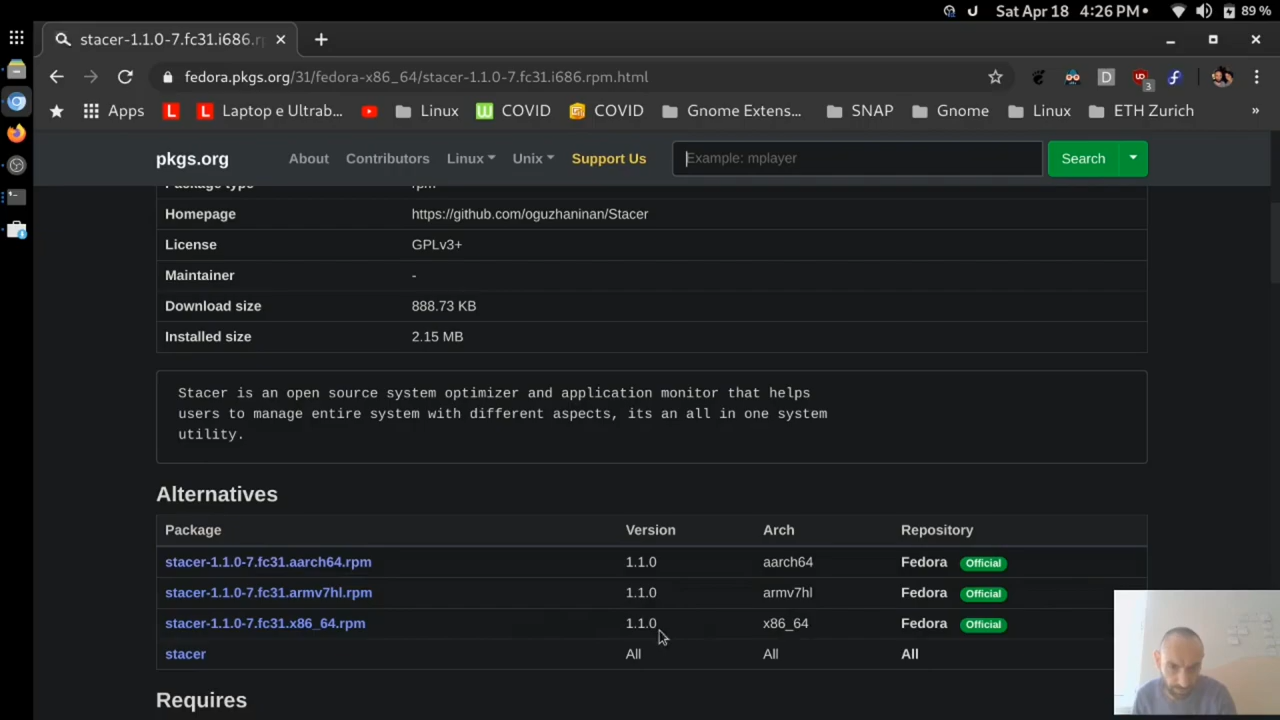 Sat Apr 18 4:26 PM
89 %
stacer-1.1.0-7.fc31.i686.r
fedora.pkgs.org/31/fedora-x86_64/stacer-1.1.0-7.fc31.i686.rpm.html
Apps
Laptop e Ultrab...
Linux
COVID
COVID
Gnome Extens...
SNAP
Gnome
Linux
ETH Zurich
»
pkgs.org
About
Contributors
Linux
Unix
Support Us
Example: mplayer
Search
Package type rpm
Homepage https://github.com/oguzhaninan/Stacer
License GPLv3+
Maintainer -
Download size 888.73 KB
Installed size 2.15 MB
Stacer is an open source system optimizer and application monitor that helps
users to manage entire system with different aspects, its an all in one system
utility.
Alternatives
Package Version Arch Repository
stacer-1.1.0-7.fc31.aarch64.rpm 1.1.0 aarch64 Fedora Official
stacer-1.1.0-7.fc31.armv7hl.rpm 1.1.0 armv7hl Fedora Official
stacer-1.1.0-7.fc31.x86_64.rpm 1.1.0 x86_64 Fedora Official
stacer All All All
Requires